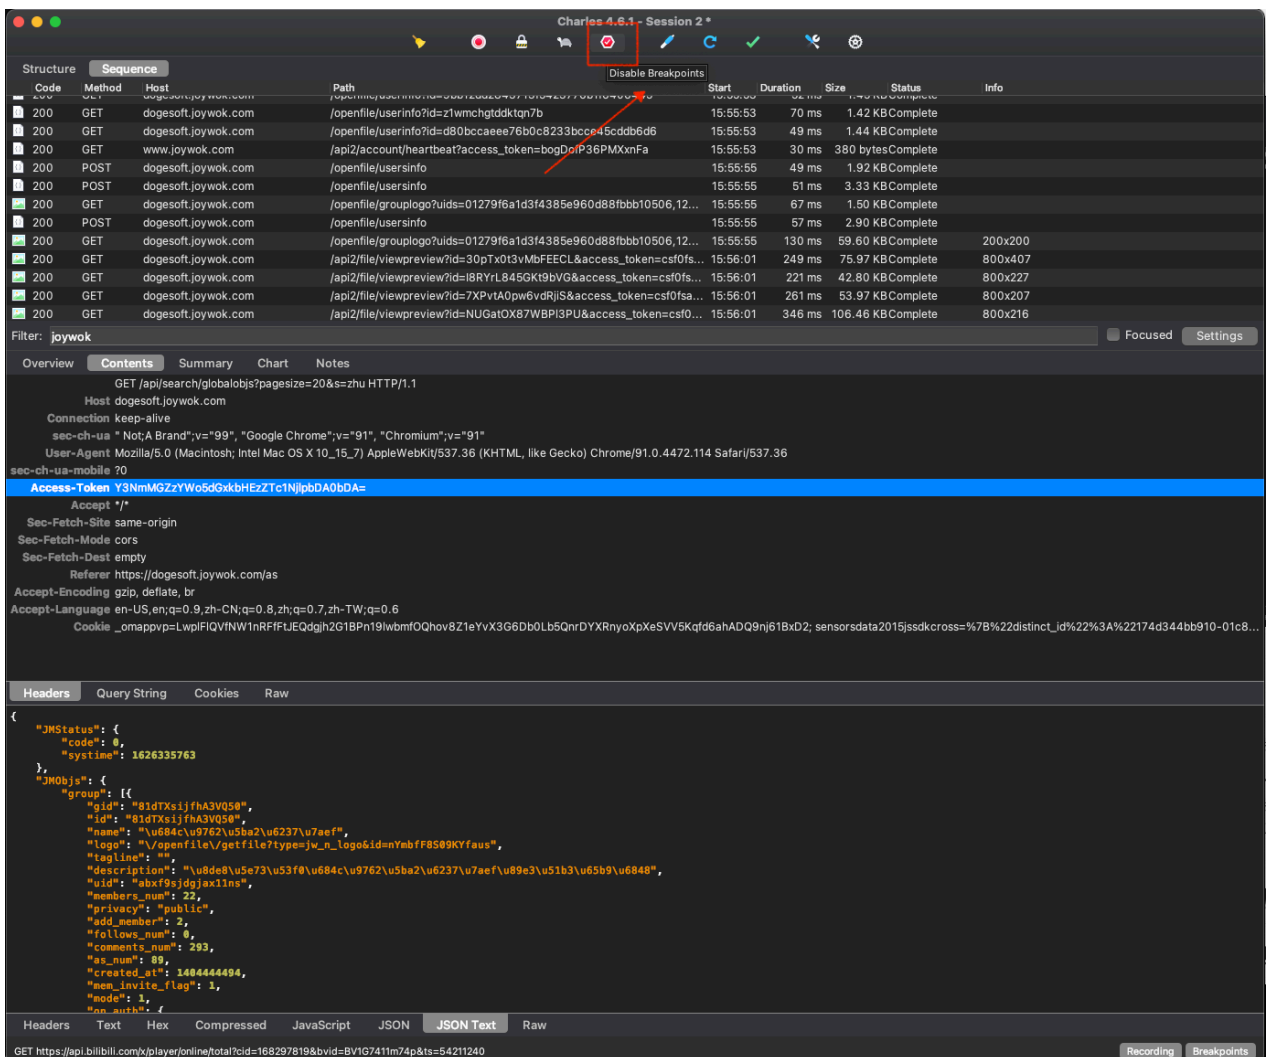 Charles 4.6.1 - Session 2 *
Disable Breakpoints
Structure Sequence
Code Method Host Path Start Duration Size Status Info
200 GET dogesoft.joywok.com
200 GET dogesoft.joywok.com /openfile/userinfo?id=z1wmchgtddktqn7b 15:55:53 70 ms 1.42 KB Complete
200 GET dogesoft.joywok.com /openfile/userinfo?id=d80bccaeee76b0c8233bcce45cddb6d6 15:55:53 49 ms 1.44 KB Complete
200 GET www.joywok.com /api2/account/heartbeat?access_token=bogDofP36PMXxnFa 15:55:53 30 ms 380 bytes Complete
200 POST dogesoft.joywok.com /openfile/usersinfo 15:55:55 49 ms 1.92 KB Complete
200 POST dogesoft.joywok.com /openfile/usersinfo 15:55:55 51 ms 3.33 KB Complete
200 GET dogesoft.joywok.com /openfile/grouplogo?uids=01279f6a1d3f4385e960d88fbbb10506,12... 15:55:55 67 ms 1.50 KB Complete
200 POST dogesoft.joywok.com /openfile/usersinfo 15:55:55 57 ms 2.90 KB Complete
200 GET dogesoft.joywok.com /openfile/grouplogo?uids=01279f6a1d3f4385e960d88fbbb10506,12... 15:55:55 130 ms 59.60 KB Complete 200x200
200 GET dogesoft.joywok.com /api2/file/viewpreview?id=30pTx0t3vMbFEECL&access_token=csf0fs... 15:56:01 249 ms 75.97 KB Complete 800x407
200 GET dogesoft.joywok.com /api2/file/viewpreview?id=I8RYrL845GKt9bVG&access_token=csf0fs... 15:56:01 221 ms 42.80 KB Complete 800x227
200 GET dogesoft.joywok.com /api2/file/viewpreview?id=7XPvtA0pw6vdRjiS&access_token=csf0fsa... 15:56:01 261 ms 53.97 KB Complete 800x207
200 GET dogesoft.joywok.com /api2/file/viewpreview?id=NUGatOX87WBPI3PU&access_token=csf0... 15:56:01 346 ms 106.46 KB Complete 800x216
Filter: joywok Focused Settings
Overview Contents Summary Chart Notes
GET /api/search/globalobjs?pagesize=20&s=zhu HTTP/1.1
Host dogesoft.joywok.com
Connection keep-alive
sec-ch-ua " Not;A Brand";v="99", "Google Chrome";v="91", "Chromium";v="91"
User-Agent Mozilla/5.0 (Macintosh; Intel Mac OS X 10_15_7) AppleWebKit/537.36 (KHTML, like Gecko) Chrome/91.0.4472.114 Safari/537.36
sec-ch-ua-mobile ?0
Access-Token Y3NmMGZzYWo5dGxkbHEzZTc1NjlpbDA0bDA=
Accept */*
Sec-Fetch-Site same-origin
Sec-Fetch-Mode cors
Sec-Fetch-Dest empty
Referer https://dogesoft.joywok.com/as
Accept-Encoding gzip, deflate, br
Accept-Language en-US,en;q=0.9,zh-CN;q=0.8,zh;q=0.7,zh-TW;q=0.6
Cookie _omappvp=LwplFlQVfNW1nRFfFtJEQdgjh2G1BPn19lwbmfOQhov8Z1eYvX3G6Db0Lb5QnrDYXRnyoXpXeSVV5Kqfd6ahADQ9nj61BxD2; sensorsdata2015jssdkcross=%7B%22distinct_id%22%3A%22174d344bb910-01c8...
Headers Query String Cookies Raw
{
"JMStatus": {
"code": 0,
"systime": 1626335763
},
"JMObjs": {
"group": [{
"gid": "81dTXsijfhA3VQ50",
"id": "81dTXsijfhA3VQ50",
"name": "\u684c\u9762\u5ba2\u6237\u7aef",
"logo": "\/openfile\/getfile?type=jw_n_logo&id=nYmbfF8S09KYfaus",
"tagline": "",
"description": "\u8de8\u5e73\u53f0\u684c\u9762\u5ba2\u6237\u7aef\u89e3\u51b3\u65b9\u6848",
"uid": "abxf9sjdgjax11ns",
"members_num": 22,
"privacy": "public",
"add_member": 2,
"follows_num": 0,
"comments_num": 293,
"as_num": 89,
"created_at": 1404444494,
"mem_invite_flag": 1,
"mode": 1,
"op_auth": {
Headers Text Hex Compressed JavaScript JSON JSON Text Raw
GET https://api.bilibili.com/x/player/online/total?cid=168297819&bvid=BV1G7411m74p&ts=54211240 Recording Breakpoints